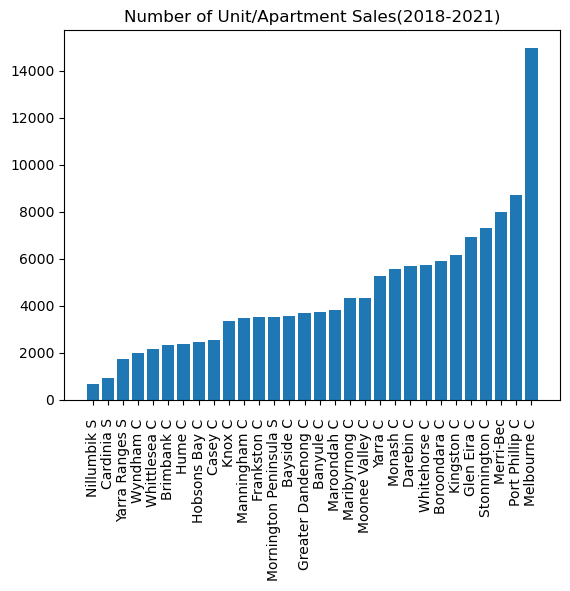 Number of Unit/Apartment Sales(2018-2021)
14000
12000
10000
8000
6000
4000
2000
0
Nillumbik S
Cardinia S
Yarra Ranges S
Wyndham C
Whittlesea C
Brimbank C
Hume C
Hobsons Bay C
Casey C
Knox C
Manningham C
Frankston C
Mornington Peninsula S
Bayside C
Greater Dandenong C
Banyule C
Maroondah C
Maribyrnong C
Moonee Valley C
Yarra C
Monash C
Darebin C
Whitehorse C
Boroondara C
Kingston C
Glen Eira C
Stonnington C
Merri-Bec
Port Phillip C
Melbourne C